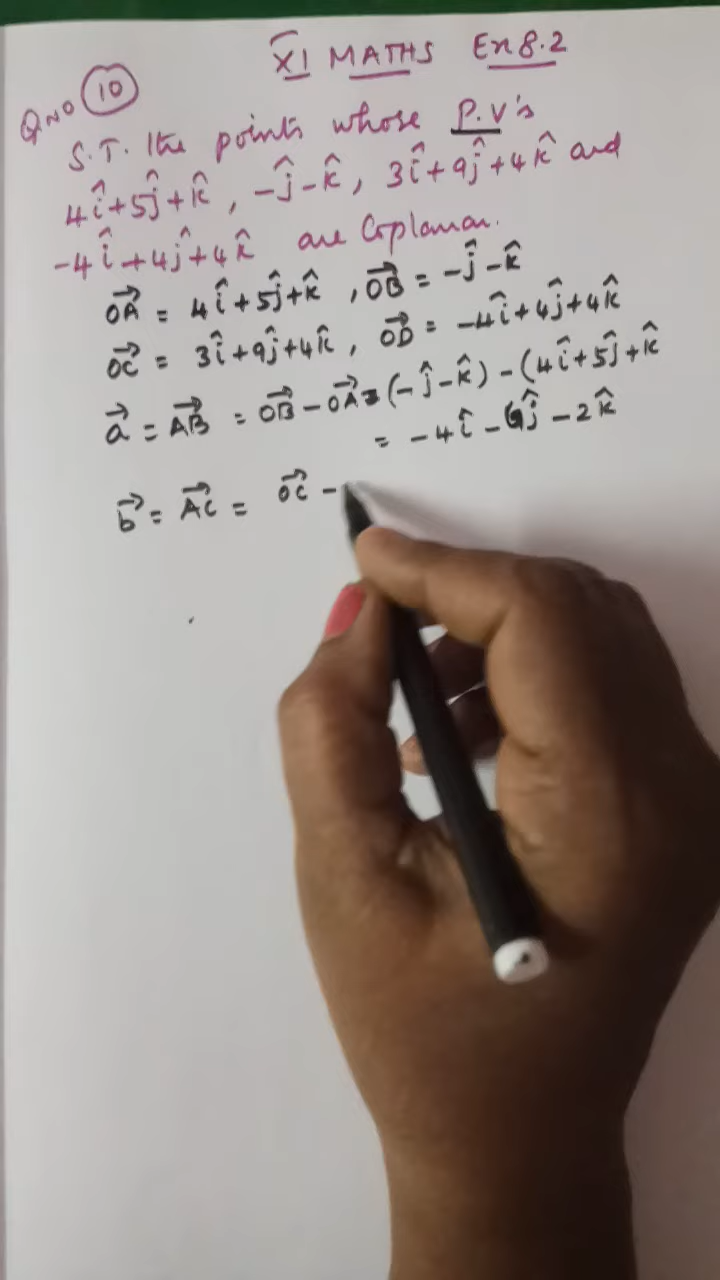 XI MATHS Ex 8.2
QNO 10
S.T. the points whose P.V's
4î+5ĵ+k̂, -ĵ-k̂, 3î+9ĵ+4k̂ and
-4î+4ĵ+4k̂ are Coplanar.
OA⃗ = 4î+5ĵ+k̂, OB⃗ = -ĵ-k̂
OC⃗ = 3î+9ĵ+4k̂, OD⃗ = -4î+4ĵ+4k̂
a⃗ = AB⃗ = OB⃗-OA⃗= (-ĵ-k̂)-(4î+5ĵ+k̂
= -4î-6ĵ-2k̂
b⃗ = AC⃗ = OC⃗ -